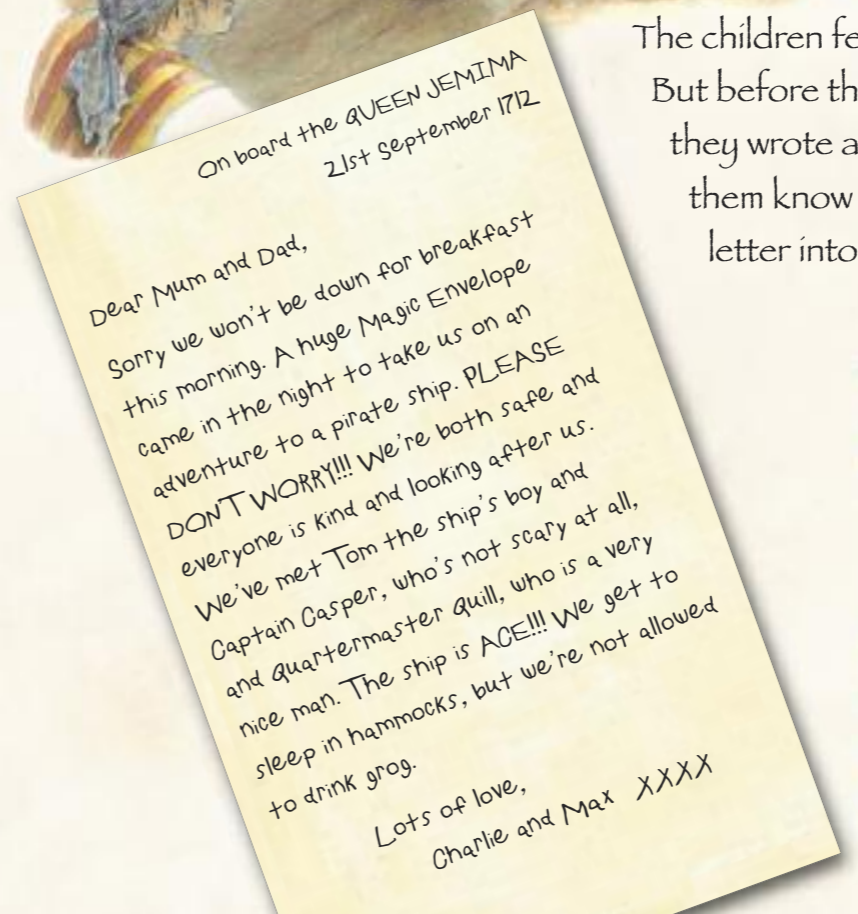 The children fe
But before th
they wrote a
them know
letter into
On board the QUEEN JEMIMA
21st September 1712
Dear Mum and Dad,
Sorry we won't be down for breakfast
this morning. A huge Magic Envelope
came in the night to take us on an
adventure to a pirate ship. PLEASE
DON'T WORRY!!! We're both safe and
everyone is kind and looking after us.
We've met Tom the ship's boy and
Captain Casper, who's not scary at all,
and Quartermaster Quill, who is a very
nice man. The ship is ACE!!! We get to
sleep in hammocks, but we're not allowed
to drink grog.
Lots of love,
Charlie and Max XXXX